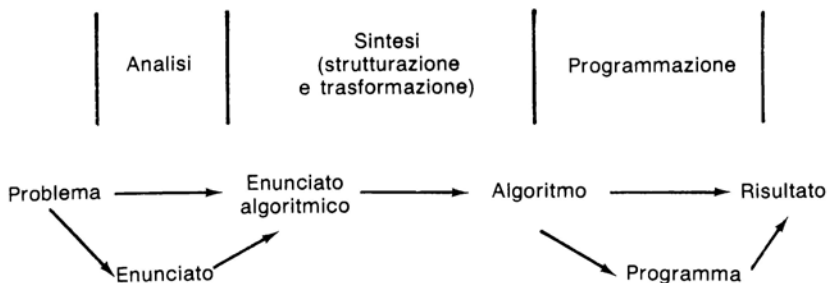 Analisi
Sintesi
(strutturazione
e trasformazione)
Programmazione
Problema
Enunciato
algoritmico
Algoritmo
Risultato
Enunciato
Programma